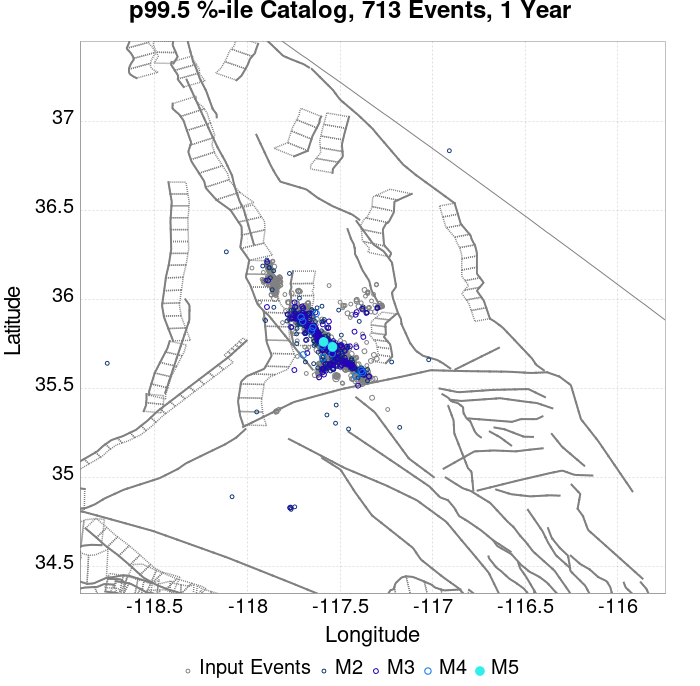 p99.5 %-ile Catalog, 713 Events, 1 Year
37
36.5
36
35.5
35
34.5
Latitude
-118.5 -118 -117.5 -117 -116.5 -116
Longitude
Input Events M2 M3 M4 M5